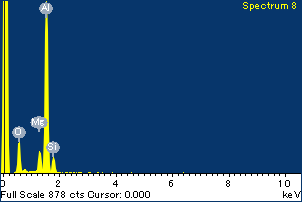 Spectrum 8
Al
O
Mg
Si
0 2 4 6 8 10
Full Scale 878 cts Cursor: 0.000 keV